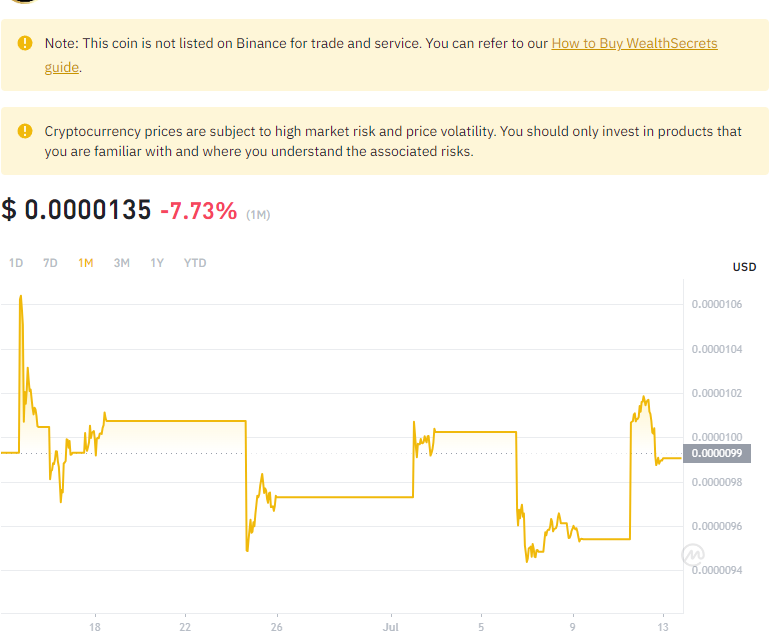 Note: This coin is not listed on Binance for trade and service. You can refer to our How to Buy WealthSecrets
guide.
Cryptocurrency prices are subject to high market risk and price volatility. You should only invest in products that
you are familiar with and where you understand the associated risks.
$ 0.0000135 -7.73% (1M)
1D 7D 1M 3M 1Y YTD
USD
0.0000106
0.0000104
0.0000102
0.0000100
0.0000099
0.0000098
0.0000096
0.0000094
18 22 26 Jul 5 9 13